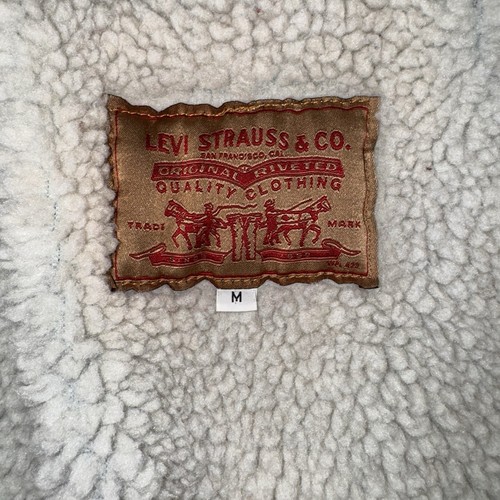 LEVI STRAUSS & CO.
SAN FRANCISCO, CAL.
ORIGINAL RIVETED
QUALITY CLOTHING
TRADE MARK
M